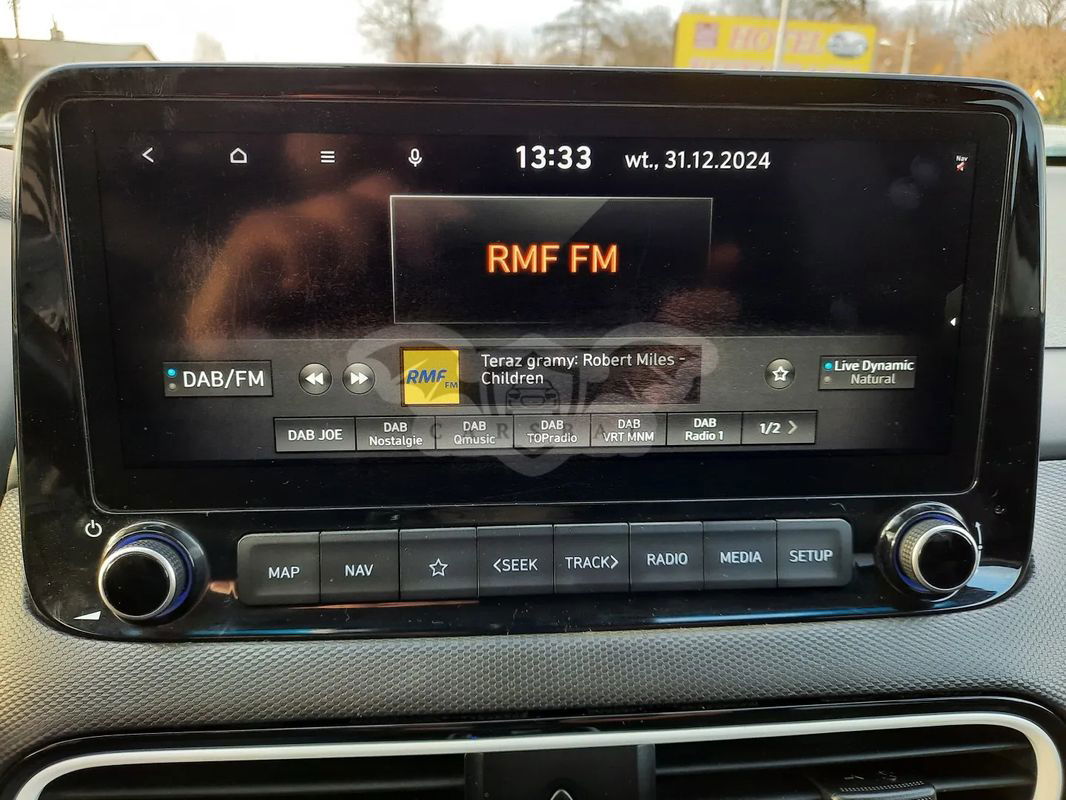 HOTEL
13:33 wt., 31.12.2024
Nav
RMF FM
DAB/FM
RMF FM
Teraz gramy: Robert Miles -
Children
Live Dynamic
Natural
DAB JOE
DAB
Nostalgie
DAB
Qmusic
DAB
TOPradio
DAB
VRT MNM
DAB
Radio 1
1/2
CARSBA
MAP
NAV
<SEEK
TRACK>
RADIO
MEDIA
SETUP